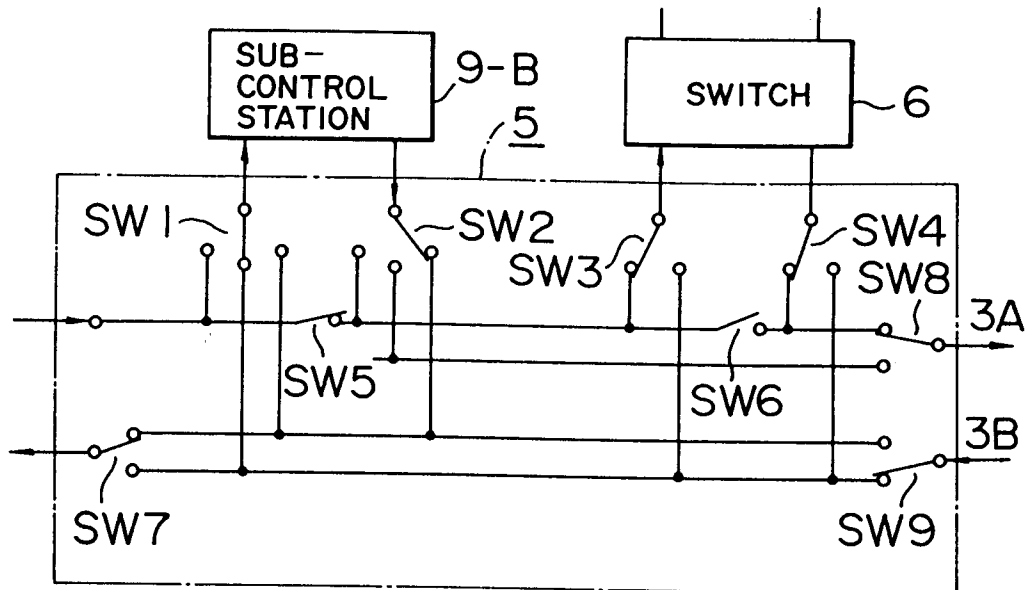 SUB-
CONTROL
STATION
9-B
SWITCH
6
5
SW1
SW2
SW3
SW4
SW8
3A
SW5
SW6
3B
SW7
SW9